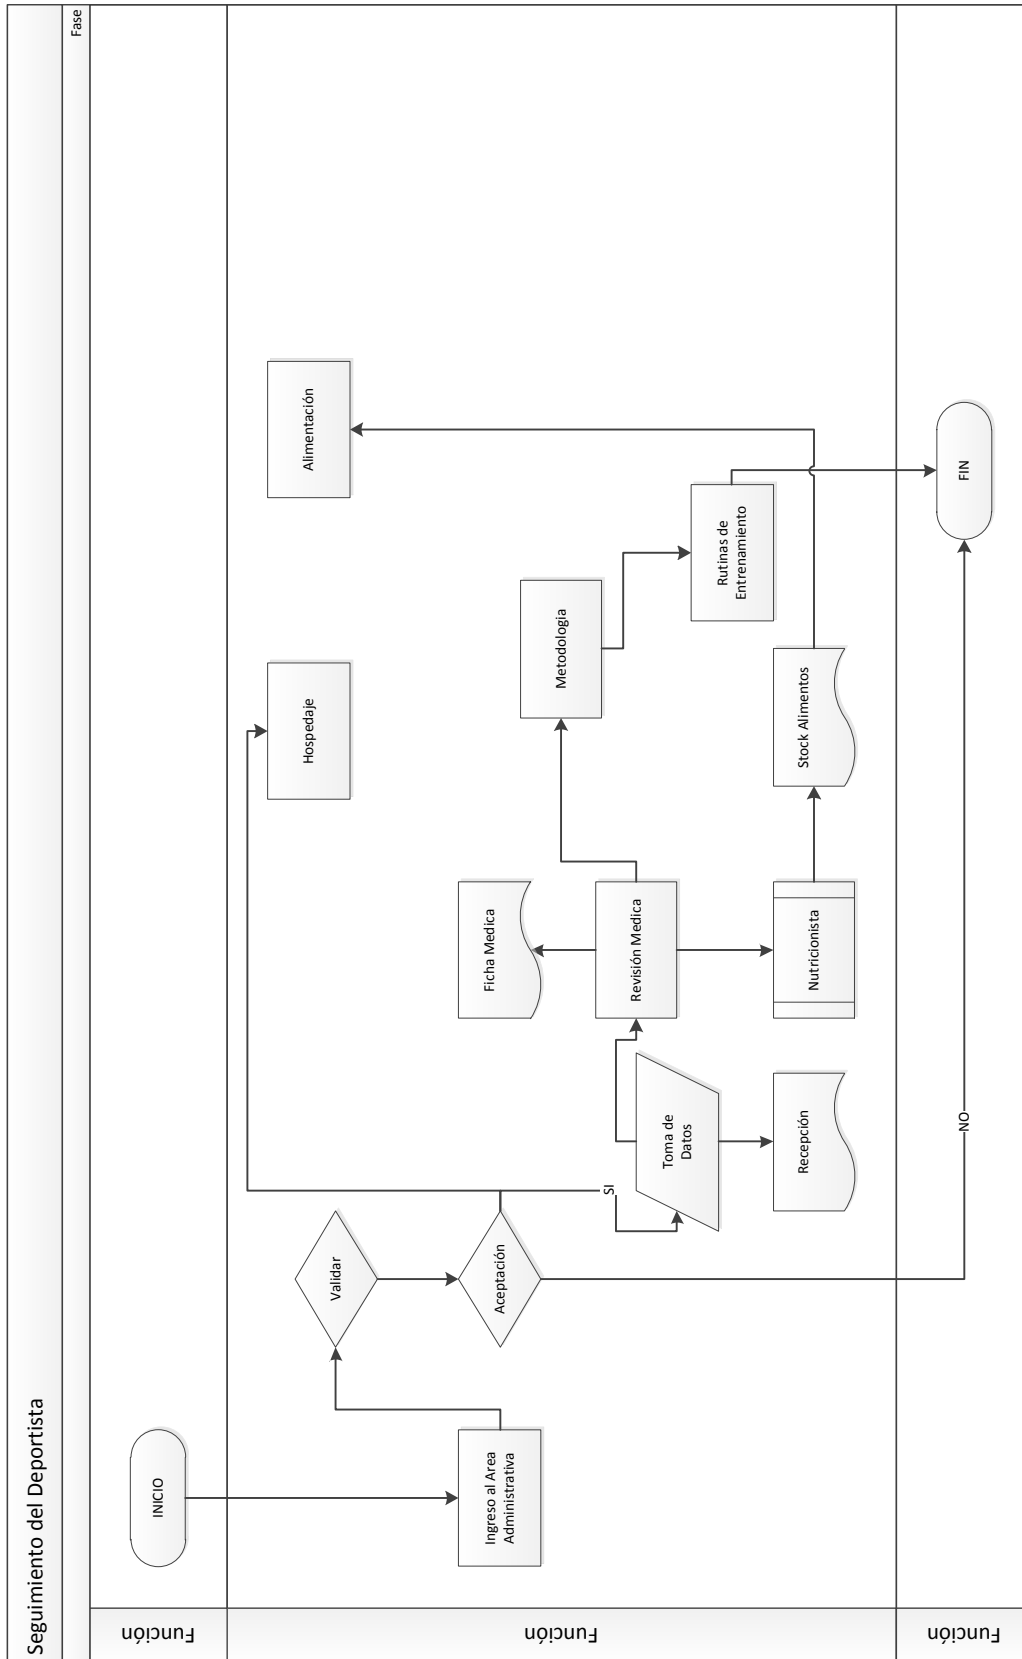 Seguimiento del Deportista
Fase
Función
INICIO
Función
Ingreso al Area
Administrativa
Validar
Aceptación
SI
Hospedaje
Alimentación
Toma de
Datos
Recepción
Ficha Medica
Revisión Medica
Nutricionista
Metodologia
Rutinas de
Entrenamiento
Stock Alimentos
Función
NO
FIN